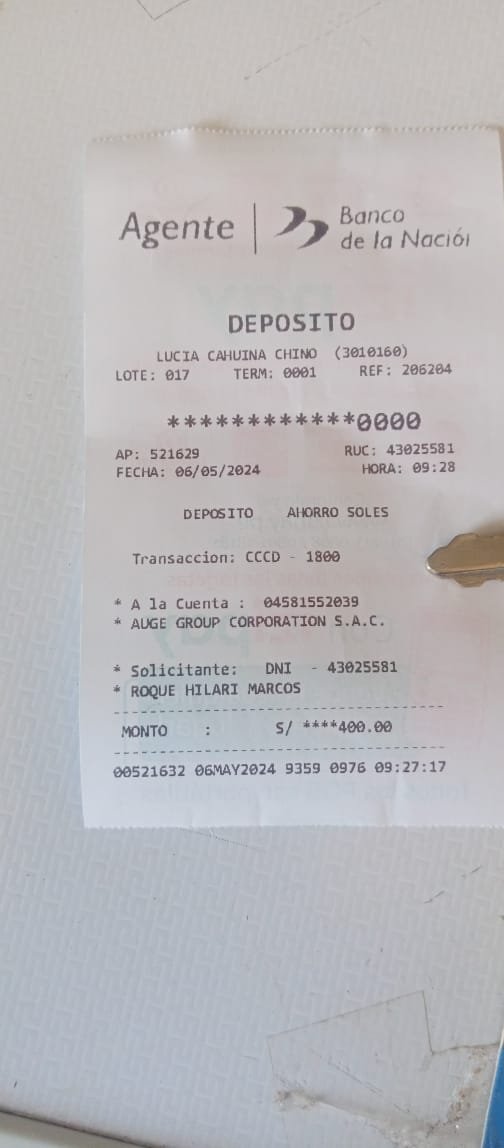 Agente | Banco
de la Nación
DEPOSITO
LUCIA CAHUINA CHINO (3010160)
LOTE: 017 TERM: 0001 REF: 206204
************0000
AP: 521629 RUC: 43025581
FECHA: 06/05/2024 HORA: 09:28
DEPOSITO AHORRO SOLES
Transaccion: CCCD - 1800
* A la Cuenta : 04581552039
* AUGE GROUP CORPORATION S.A.C.
* Solicitante: DNI - 43025581
* ROQUE HILARI MARCOS
MONTO : S/ ****400.00
00521632 06MAY2024 9359 0976 09:27:17